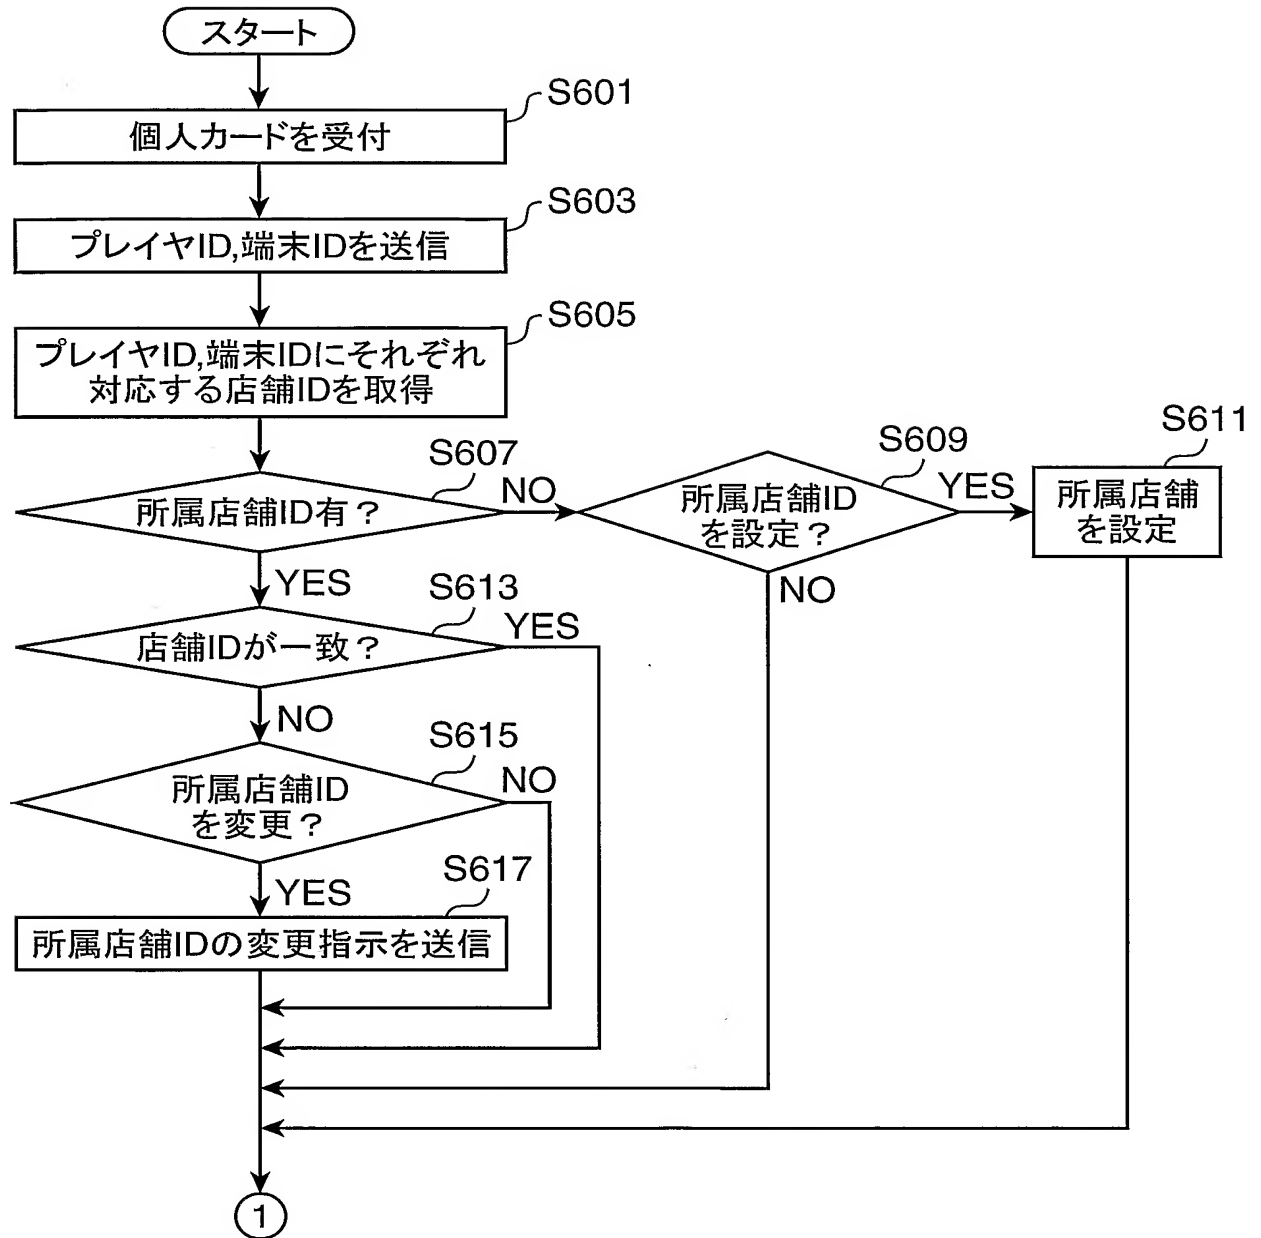 スタート
S601
個人カードを受付
S603
プレイヤID,端末IDを送信
S605
プレイヤID,端末IDにそれぞれ
対応する店舗IDを取得
S607
所属店舗ID有?
NO
S609
所属店舗ID
を設定?
YES
S611
所属店舗
を設定
NO
YES
S613
店舗IDが一致?
YES
NO
S615
所属店舗ID
を変更?
NO
YES
S617
所属店舗IDの変更指示を送信
1